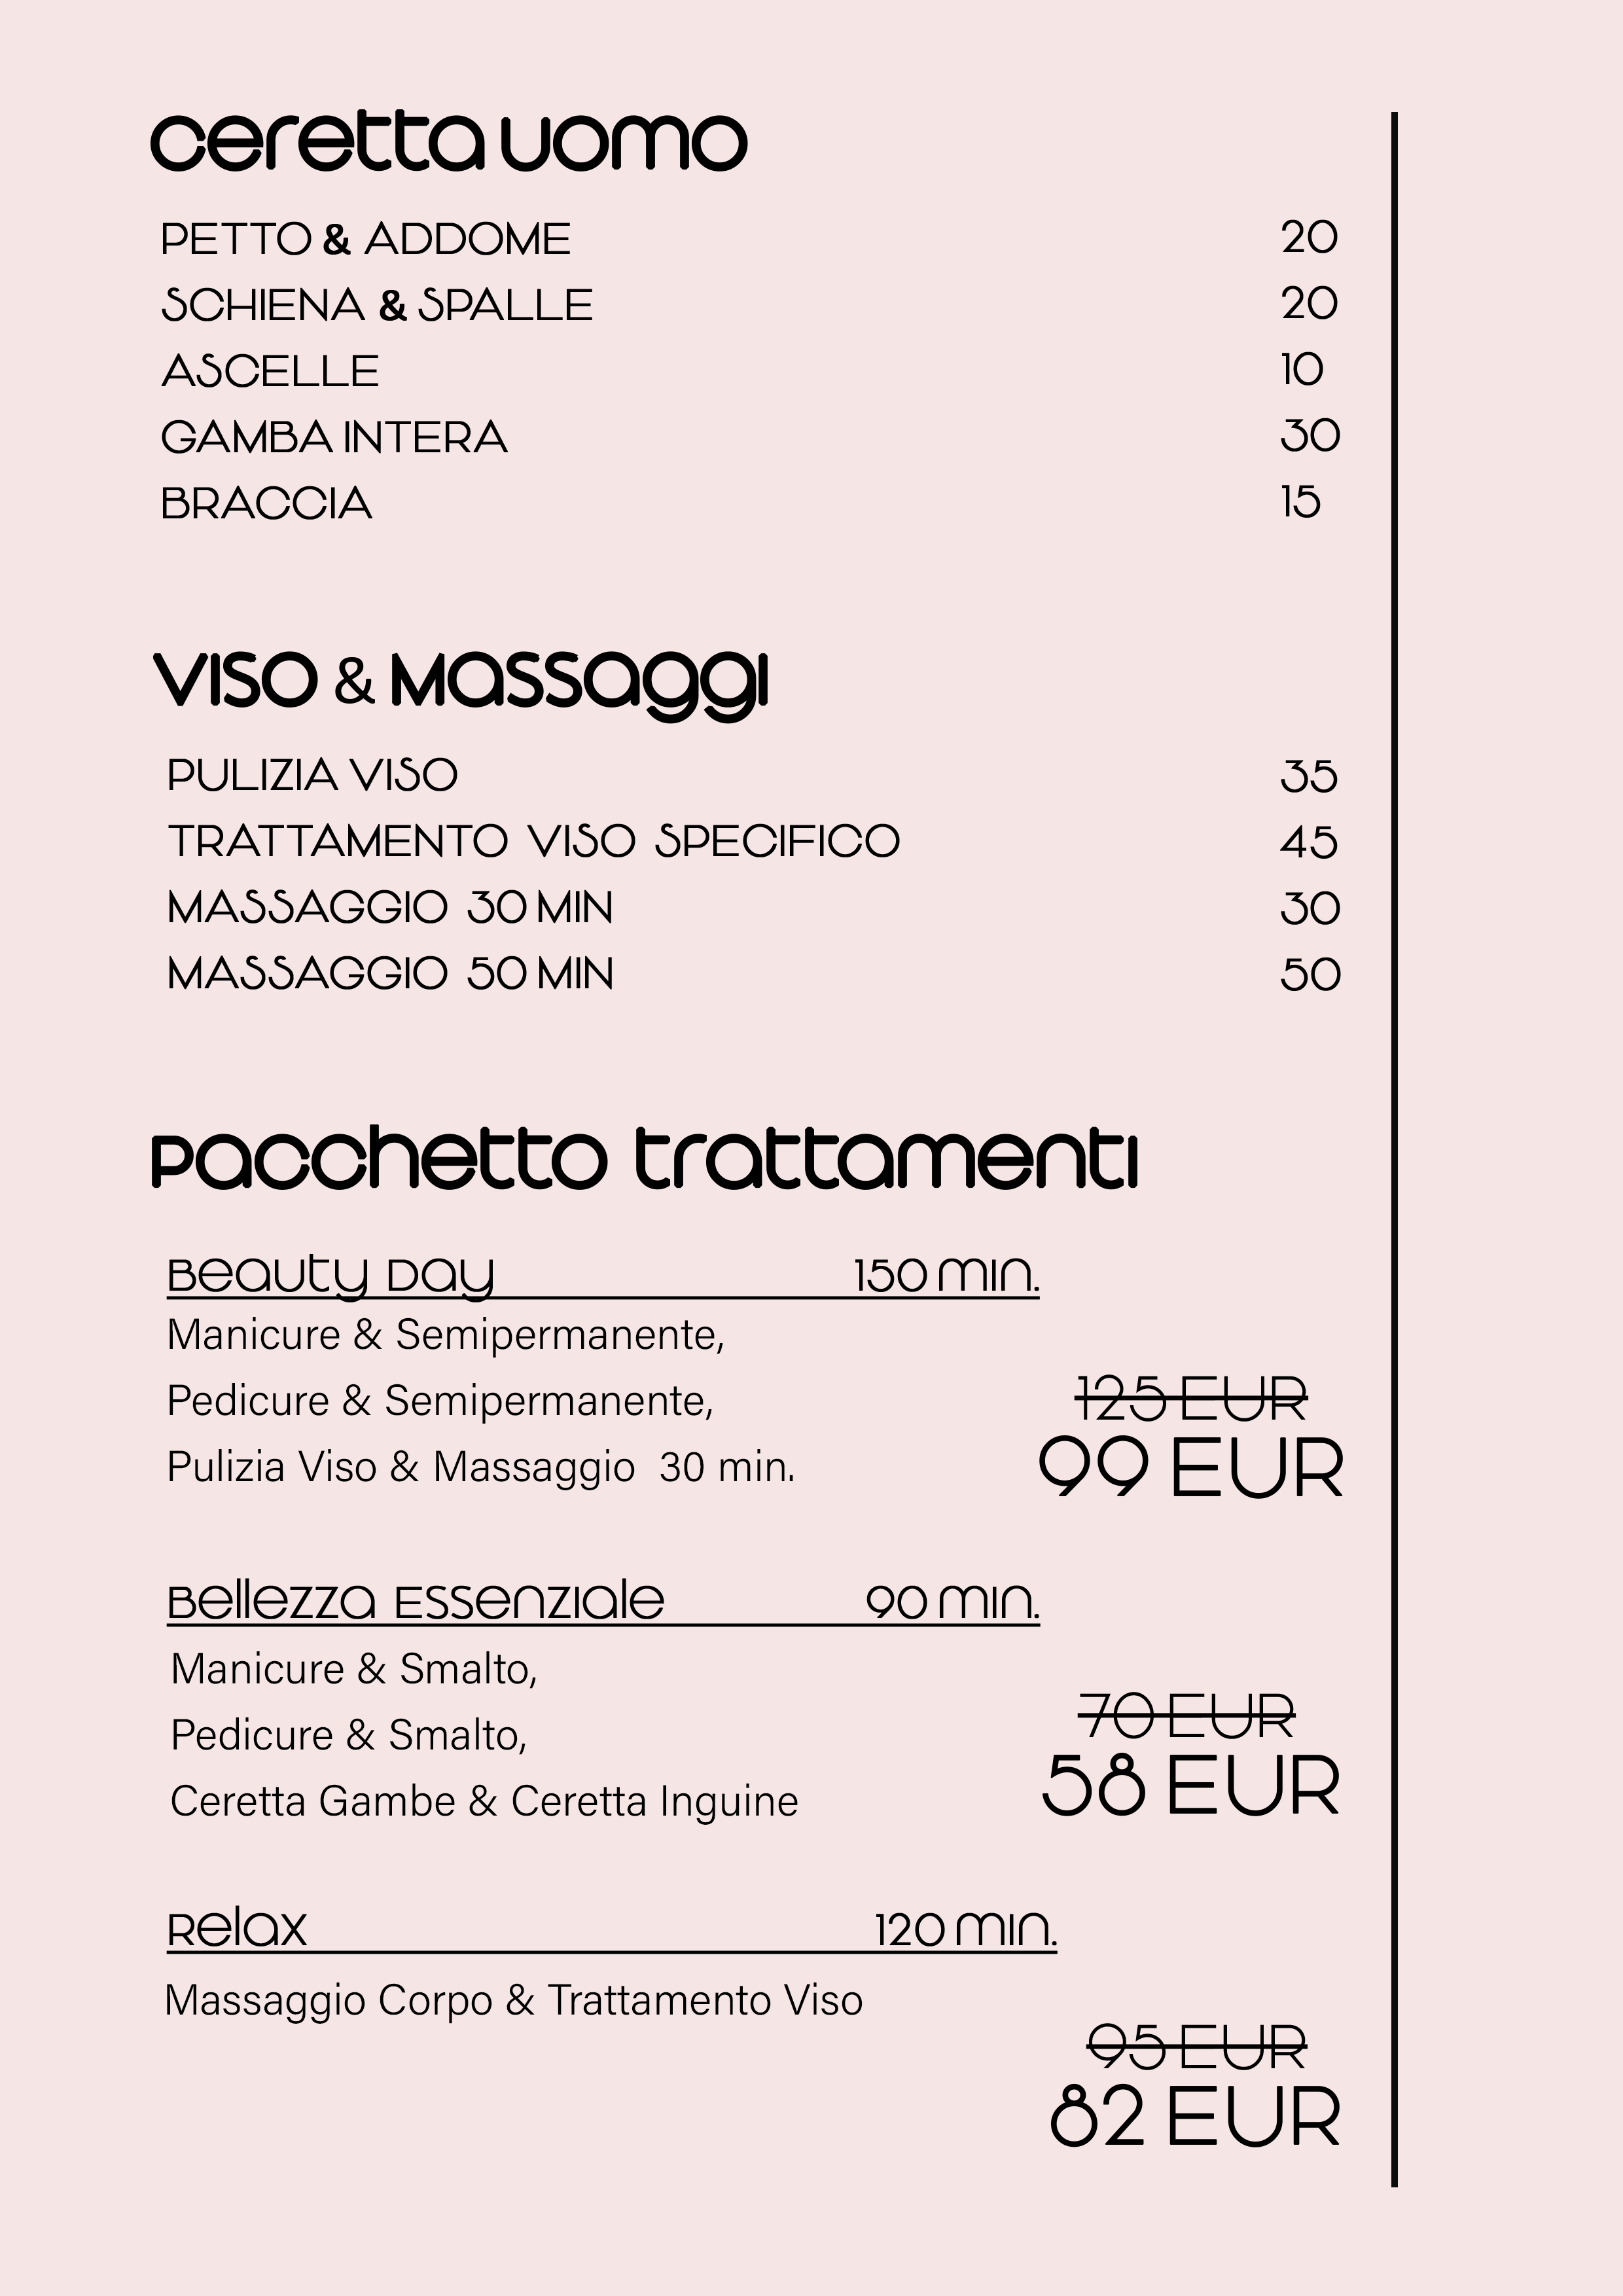 ceretta uomo
PETTO & ADDOME 20
SCHIENA & SPALLE 20
ASCELLE 10
GAMBA INTERA 30
BRACCIA 15
Viso & Massaggi
PULIZIA VISO 35
TRATTAMENTO VISO SPECIFICO 45
MASSAGGIO 30 MIN 30
MASSAGGIO 50 MIN 50
Pacchetto trattamenti
Beauty Day 150 min.
Manicure & Semipermanente,
Pedicure & Semipermanente,
125 EUR
Pulizia Viso & Massaggio 30 min.
99 EUR
Bellezza Essenziale 90 min.
Manicure & Smalto,
Pedicure & Smalto,
70 EUR
Ceretta Gambe & Ceretta Inguine
58 EUR
Relax 120 min.
Massaggio Corpo & Trattamento Viso
95 EUR
82 EUR